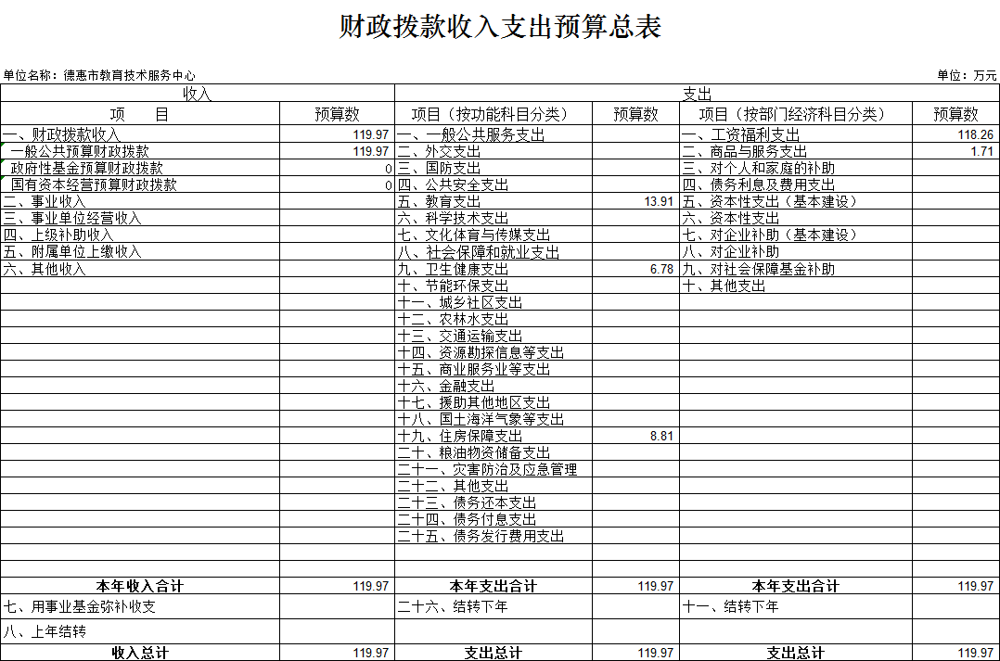 财政拨款收入支出预算总表
单位名称：德惠市教育技术服务中心 单位：万元
收入 支出
项 目 预算数 项目（按功能科目分类） 预算数 项目（按部门经济科目分类） 预算数
一、财政拨款收入 119.97 一、一般公共服务支出 一、工资福利支出 118.26
一般公共预算财政拨款 119.97 二、外交支出 二、商品与服务支出 1.71
政府性基金预算财政拨款 0 三、国防支出 三、对个人和家庭的补助
国有资本经营预算财政拨款 0 四、公共安全支出 四、债务利息及费用支出
二、事业收入 五、教育支出 13.91 五、资本性支出（基本建设）
三、事业单位经营收入 六、科学技术支出 六、资本性支出
四、上级补助收入 七、文化体育与传媒支出 七、对企业补助（基本建设）
五、附属单位上缴收入 八、社会保障和就业支出 八、对企业补助
六、其他收入 九、卫生健康支出 6.78 九、对社会保障基金补助
十、节能环保支出 十、其他支出
十一、城乡社区支出
十二、农林水支出
十三、交通运输支出
十四、资源勘探信息等支出
十五、商业服务业等支出
十六、金融支出
十七、援助其他地区支出
十八、国土海洋气象等支出
十九、住房保障支出 8.81
二十、粮油物资储备支出
二十一、灾害防治及应急管理
二十二、其他支出
二十三、债务还本支出
二十四、债务付息支出
二十五、债务发行费用支出
本年收入合计 119.97 本年支出合计 119.97 本年支出合计 119.97
七、用事业基金弥补收支 二十六、结转下年 十一、结转下年
八、上年结转
收入总计 119.97 支出总计 119.97 支出总计 119.97